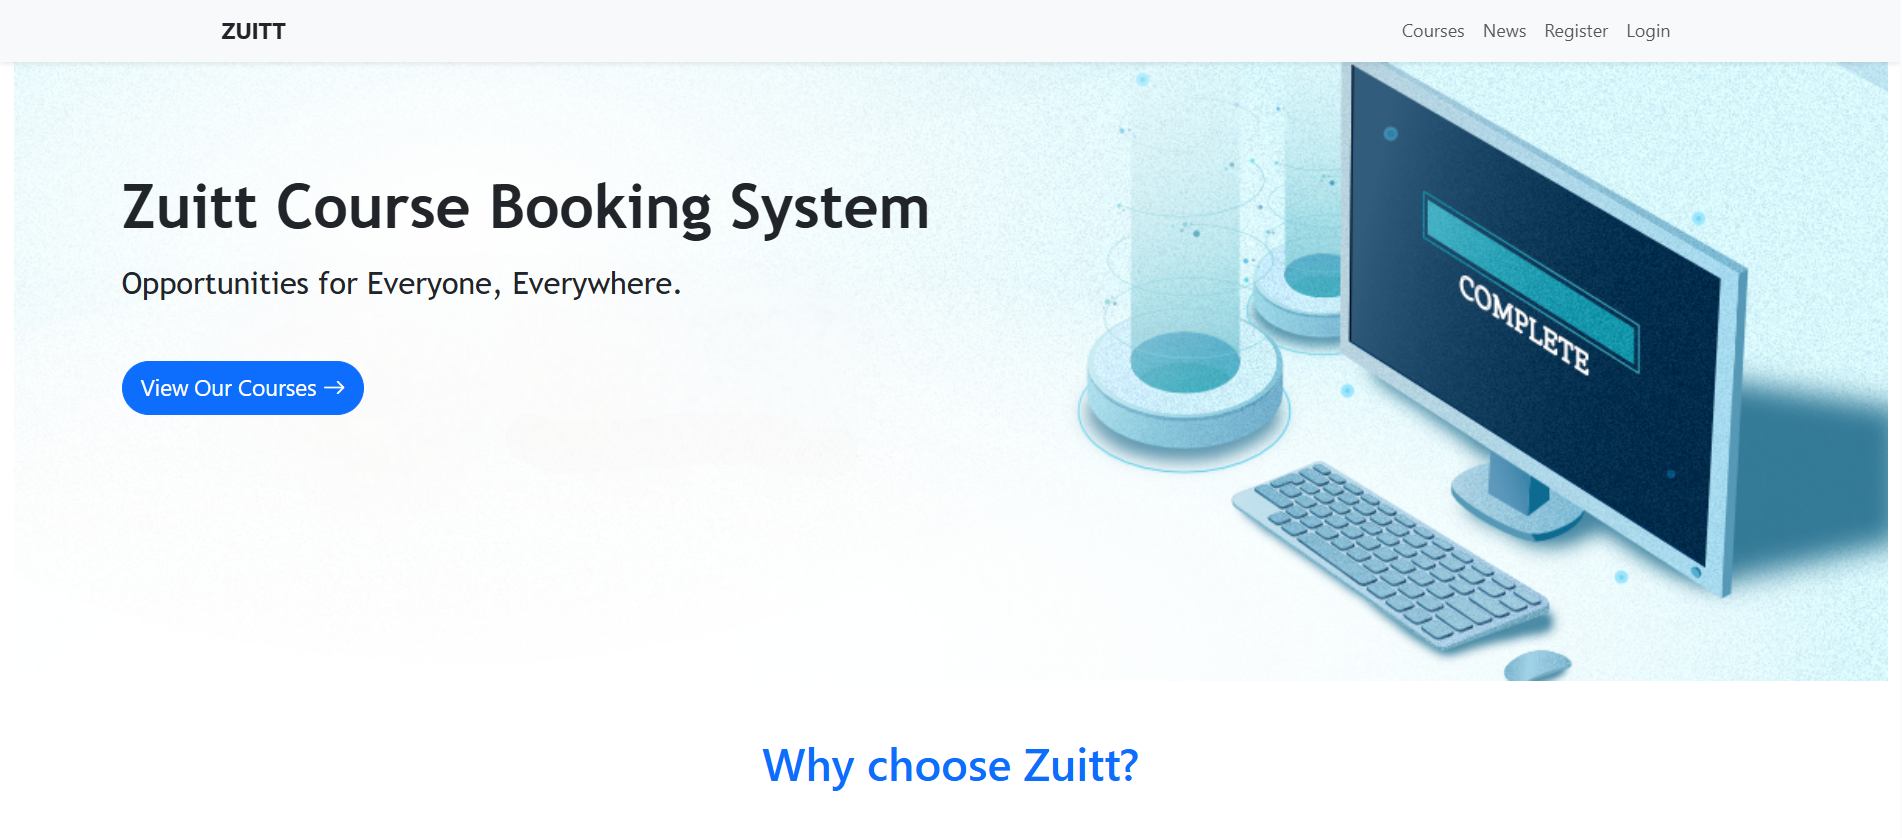 ZUITT
Courses News Register Login
Zuitt Course Booking System
Opportunities for Everyone, Everywhere.
View Our Courses →
COMPLETE
Why choose Zuitt?